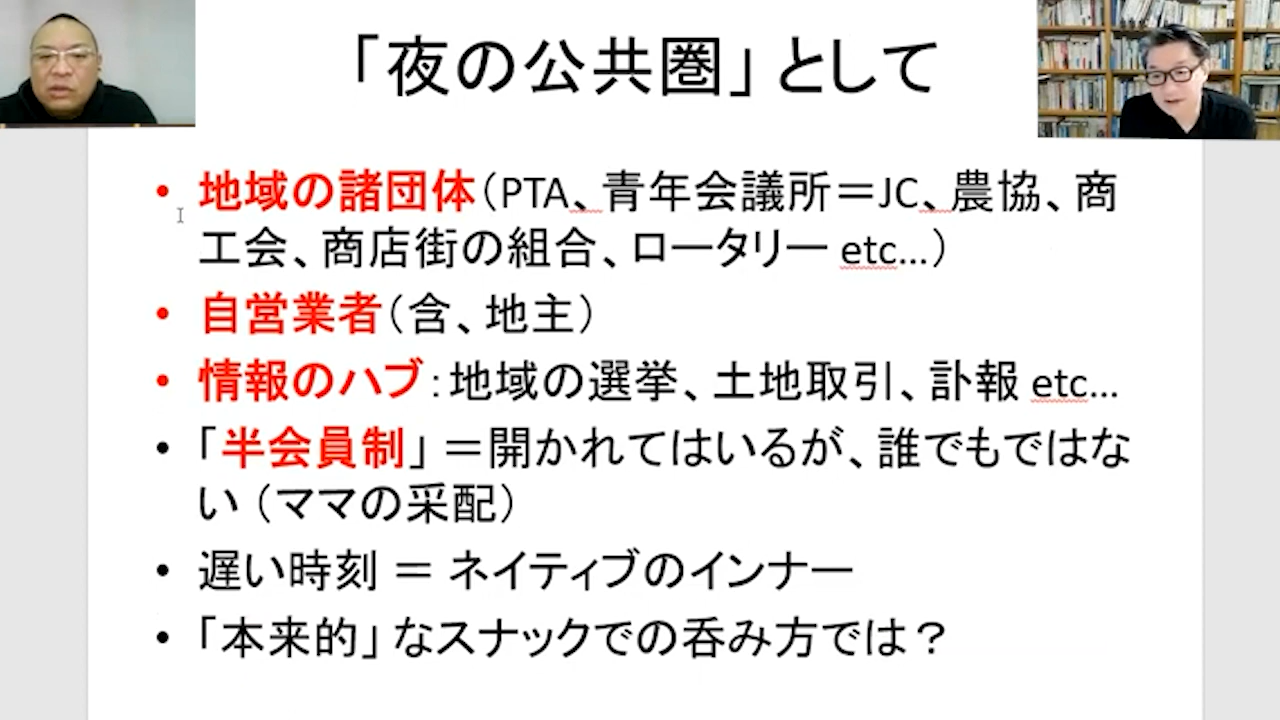 「夜の公共圏」として
• 地域の諸団体（PTA、青年会議所＝JC、農協、商
工会、商店街の組合、ロータリー etc…）
• 自営業者（含、地主）
• 情報のハブ：地域の選挙、土地取引、訃報 etc…
• 「半会員制」＝開かれてはいるが、誰でもではな
い（ママの采配）
• 遅い時刻 ＝ ネイティブのインナー
• 「本来的」なスナックでの呑み方では？